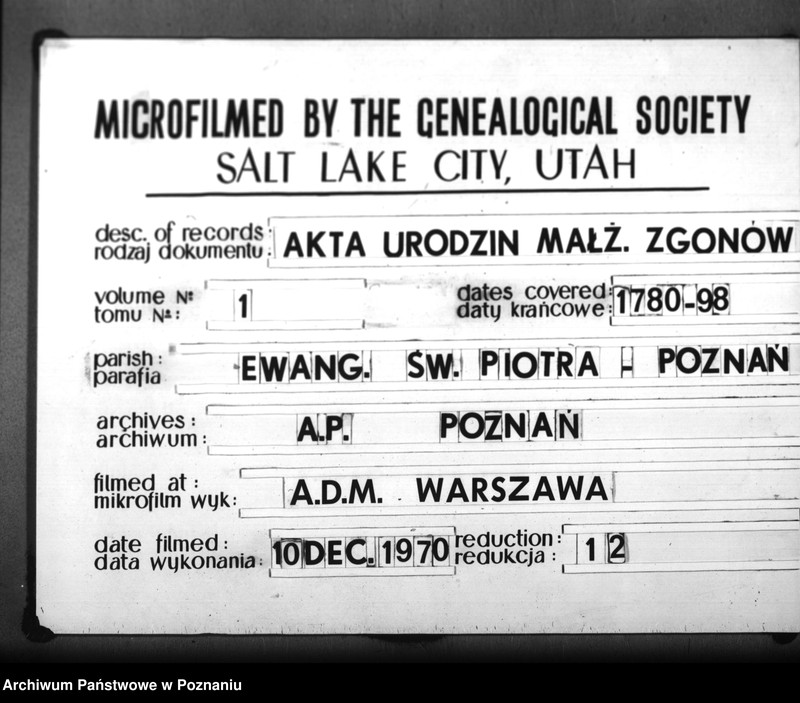 MICROFILMED BY THE GENEALOGICAL SOCIETY
SALT LAKE CITY, UTAH
desc. of records:
rodzaj dokumentu: AKTA URODZIN MAŁŻ. ZGONÓW
volume Nº: dates covered:
tomu Nº: 1 daty krańcowe: 1780-98
parish:
parafia EWANG. ŚW. PIOTRA - POZNAŃ
archives:
archiwum: A.P. POZNAŃ
filmed at:
mikrofilm wyk: A.D.M. WARSZAWA
date filmed: reduction:
data wykonania: 10 DEC. 1970 redukcja: 12
Archiwum Państwowe w Poznaniu